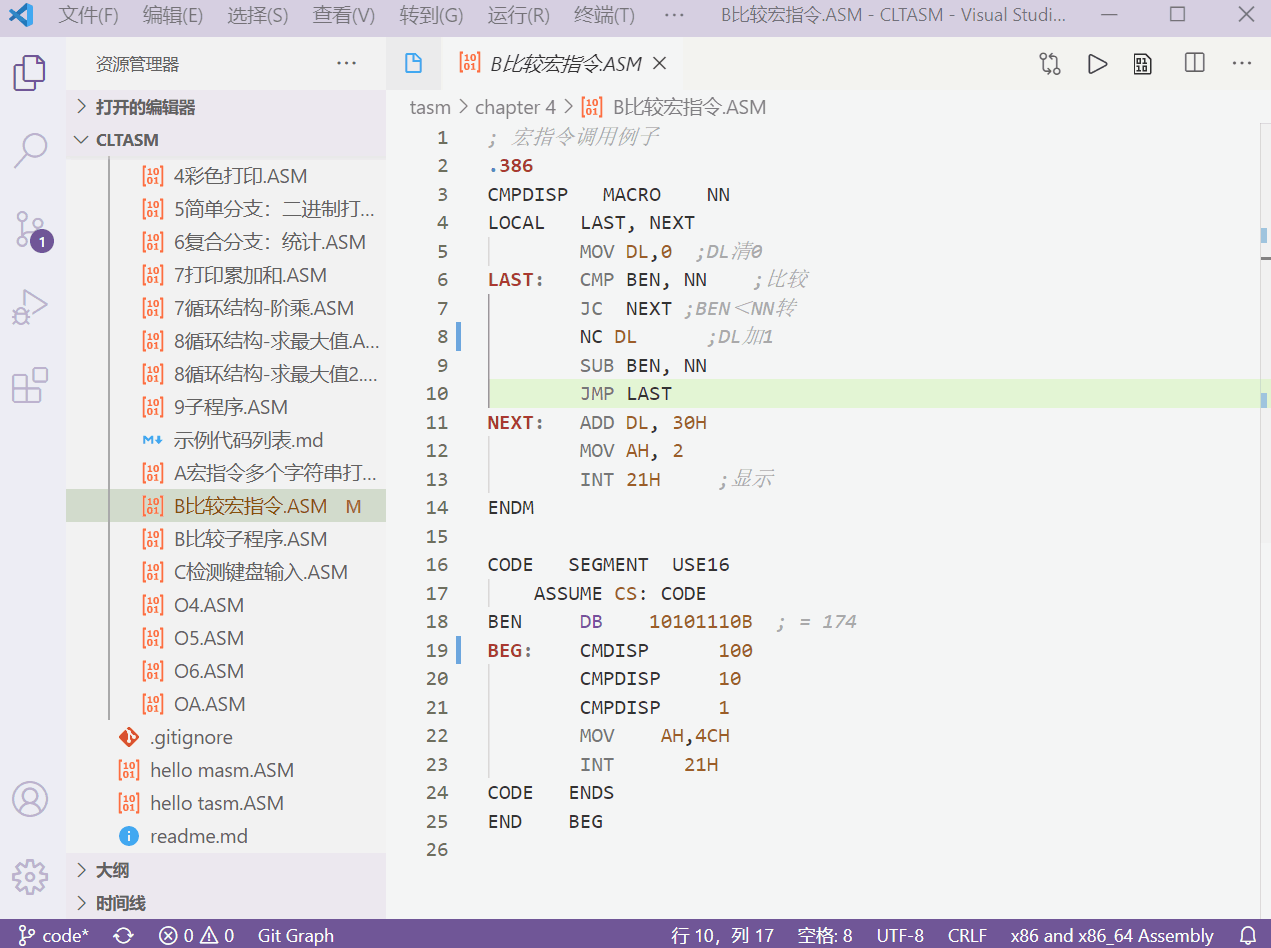 文件(F) 编辑(E) 选择(S) 查看(V) 转到(G) 运行(R) 终端(T) ··· B比较宏指令.ASM - CLTASM - Visual Studi...
资源管理器 ···
B比较宏指令.ASM
打开的编辑器
CLTASM
4彩色打印.ASM
5简单分支：二进制打...
6复合分支：统计.ASM
7打印累加和.ASM
7循环结构-阶乘.ASM
8循环结构-求最大值.A...
8循环结构-求最大值2....
9子程序.ASM
示例代码列表.md
A宏指令多个字符串打...
B比较宏指令.ASM M
B比较子程序.ASM
C检测键盘输入.ASM
O4.ASM
O5.ASM
O6.ASM
OA.ASM
.gitignore
hello masm.ASM
hello tasm.ASM
readme.md
大纲
时间线
1
tasm > chapter 4 > B比较宏指令.ASM
1 ; 宏指令调用例子
2 .386
3 CMPDISP MACRO NN
4 LOCAL LAST, NEXT
5 MOV DL,0 ;DL清0
6 LAST: CMP BEN, NN ;比较
7 JC NEXT ;BEN＜NN转
8 NC DL ;DL加1
9 SUB BEN, NN
10 JMP LAST
11 NEXT: ADD DL, 30H
12 MOV AH, 2
13 INT 21H ;显示
14 ENDM
15
16 CODE SEGMENT USE16
17 ASSUME CS: CODE
18 BEN DB 10101110B ; = 174
19 BEG: CMDISP 100
20 CMPDISP 10
21 CMPDISP 1
22 MOV AH,4CH
23 INT 21H
24 CODE ENDS
25 END BEG
26
code* 0 0 Git Graph 行 10，列 17 空格: 8 UTF-8 CRLF x86 and x86_64 Assembly